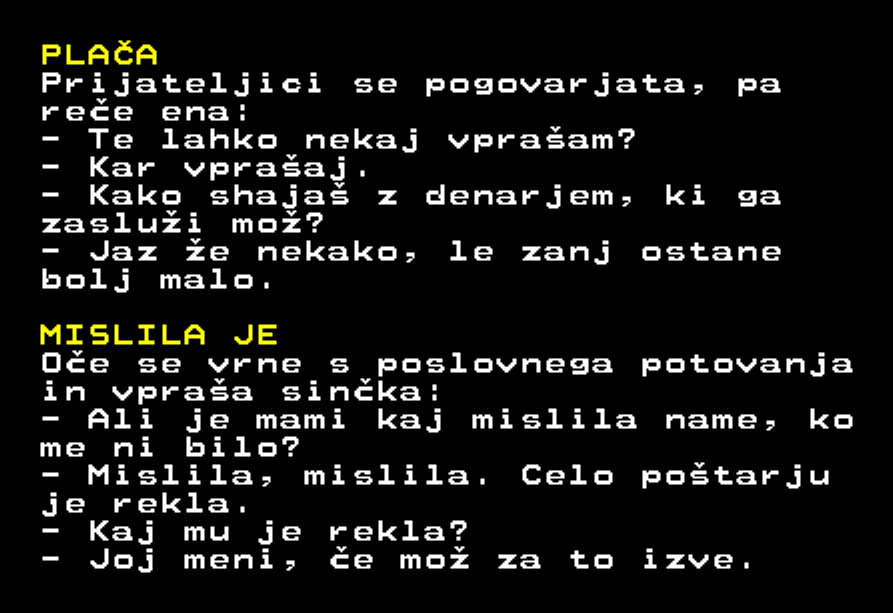 PLAČA
Prijateljici se pogovarjata, pa
reče ena:
- Te lahko nekaj vprašam?
- Kar vprašaj.
- Kako shajaš z denarjem, ki ga
zasluži mož?
- Jaz že nekako, le zanj ostane
bolj malo.
MISLILA JE
Oče se vrne s poslovnega potovanja
in vpraša sinčka:
- Ali je mami kaj mislila name, ko
me ni bilo?
- Mislila, mislila. Celo poštarju
je rekla.
- Kaj mu je rekla?
- Joj meni, če mož za to izve.